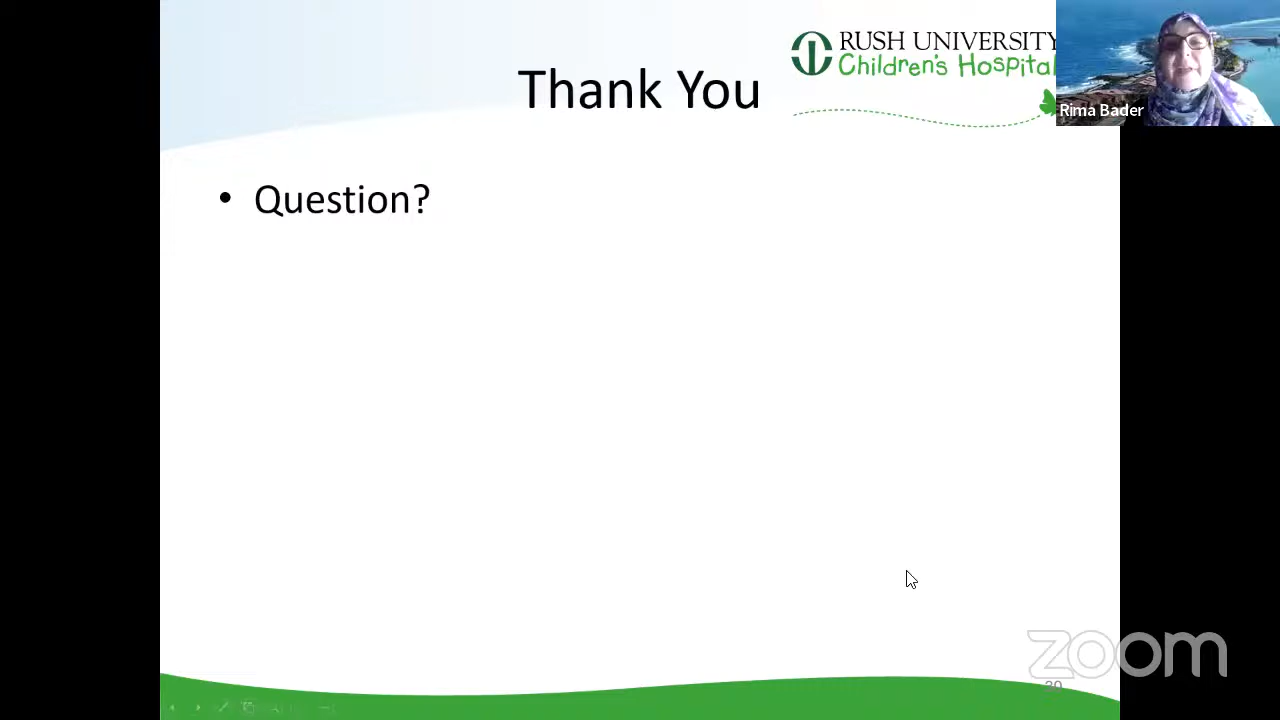 Thank You
RUSH UNIVERSITY
Children's Hospital
Rima Bader
• Question?
zoom